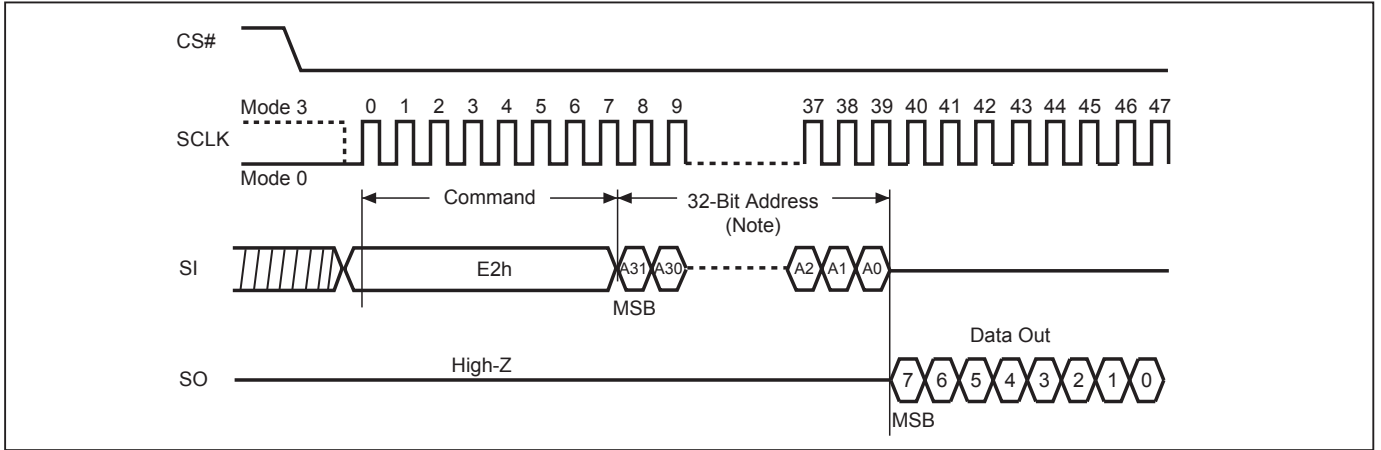 CS#
Mode 3
0 1 2 3 4 5 6 7 8 9 37 38 39 40 41 42 43 44 45 46 47
SCLK
Mode 0
Command
32-Bit Address
(Note)
SI
E2h
A31 A30 A2 A1 A0
MSB
Data Out
High-Z
SO
7 6 5 4 3 2 1 0
MSB